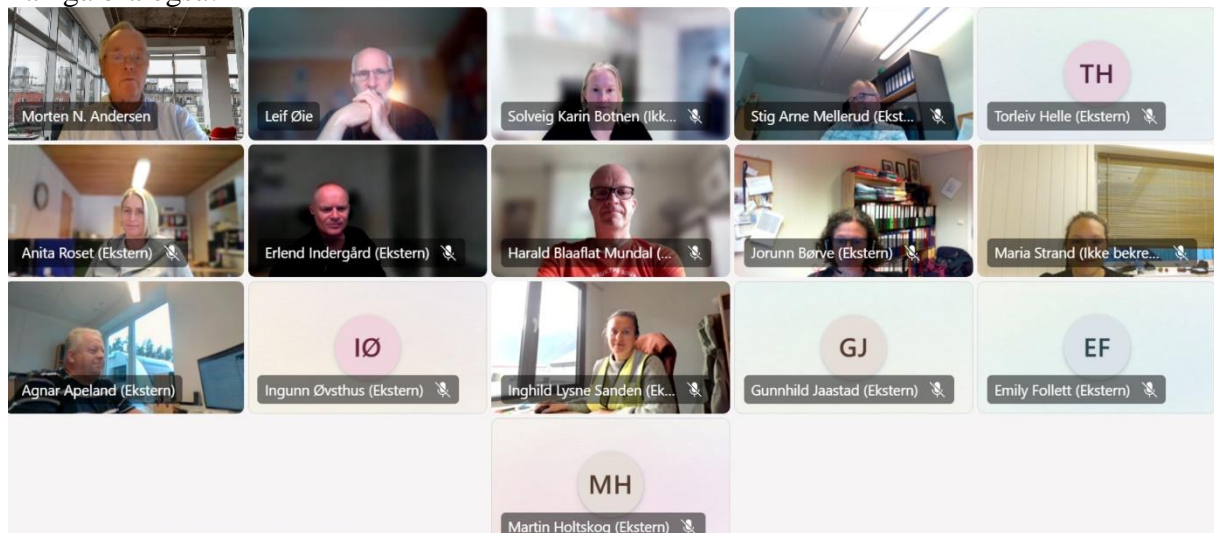 Morten N. Andersen
Leif Øie
Solveig Karin Botnen (Ikk...
Stig Arne Mellerud (Ekst...
TH
Torleiv Helle (Ekstern)
Anita Roset (Ekstern)
Erlend Indergård (Ekstern)
Harald Blaaflat Mundal (...
Jorunn Børve (Ekstern)
Maria Strand (Ikke bekre...
Agnar Apeland (Ekstern)
IØ
Ingunn Øvsthus (Ekstern)
Inghild Lysne Sanden (Ek...
GJ
Gunnhild Jaastad (Ekstern)
EF
Emily Follett (Ekstern)
MH
Martin Holtskog (Ekstern)